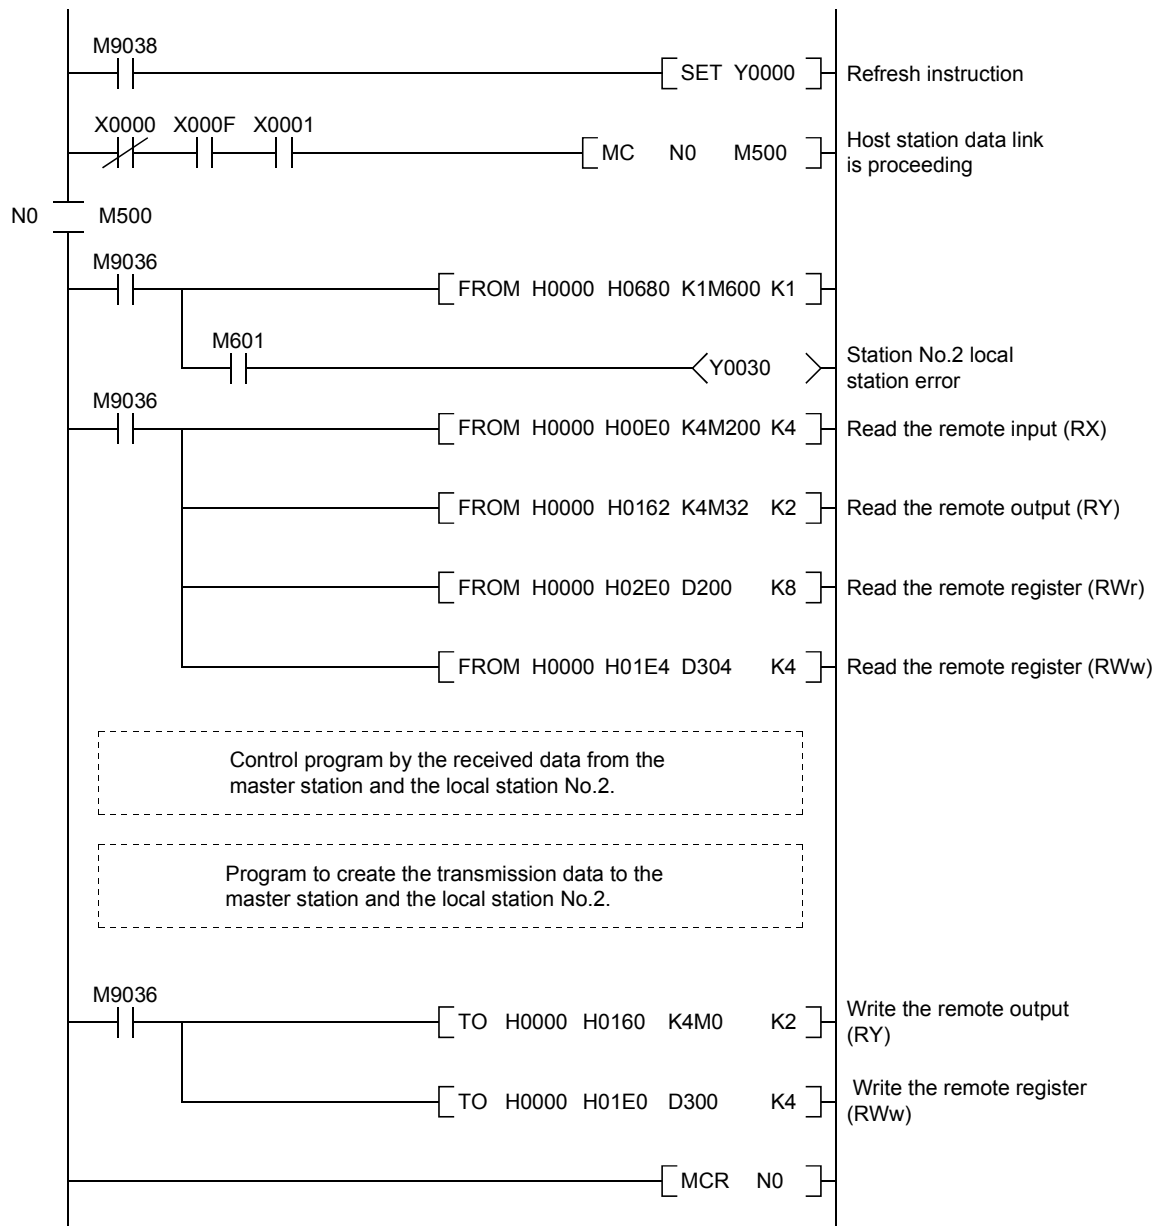 M9038
SET Y0000 Refresh instruction
X0000 X000F X0001
MC N0 M500 Host station data link
is proceeding
N0 M500
M9036
FROM H0000 H0680 K1M600 K1
M601
Y0030 Station No.2 local
station error
M9036
FROM H0000 H00E0 K4M200 K4 Read the remote input (RX)
FROM H0000 H0162 K4M32 K2 Read the remote output (RY)
FROM H0000 H02E0 D200 K8 Read the remote register (RWr)
FROM H0000 H01E4 D304 K4 Read the remote register (RWw)
Control program by the received data from the
master station and the local station No.2.
Program to create the transmission data to the
master station and the local station No.2.
M9036
TO H0000 H0160 K4M0 K2 Write the remote output
(RY)
TO H0000 H01E0 D300 K4 Write the remote register
(RWw)
MCR N0